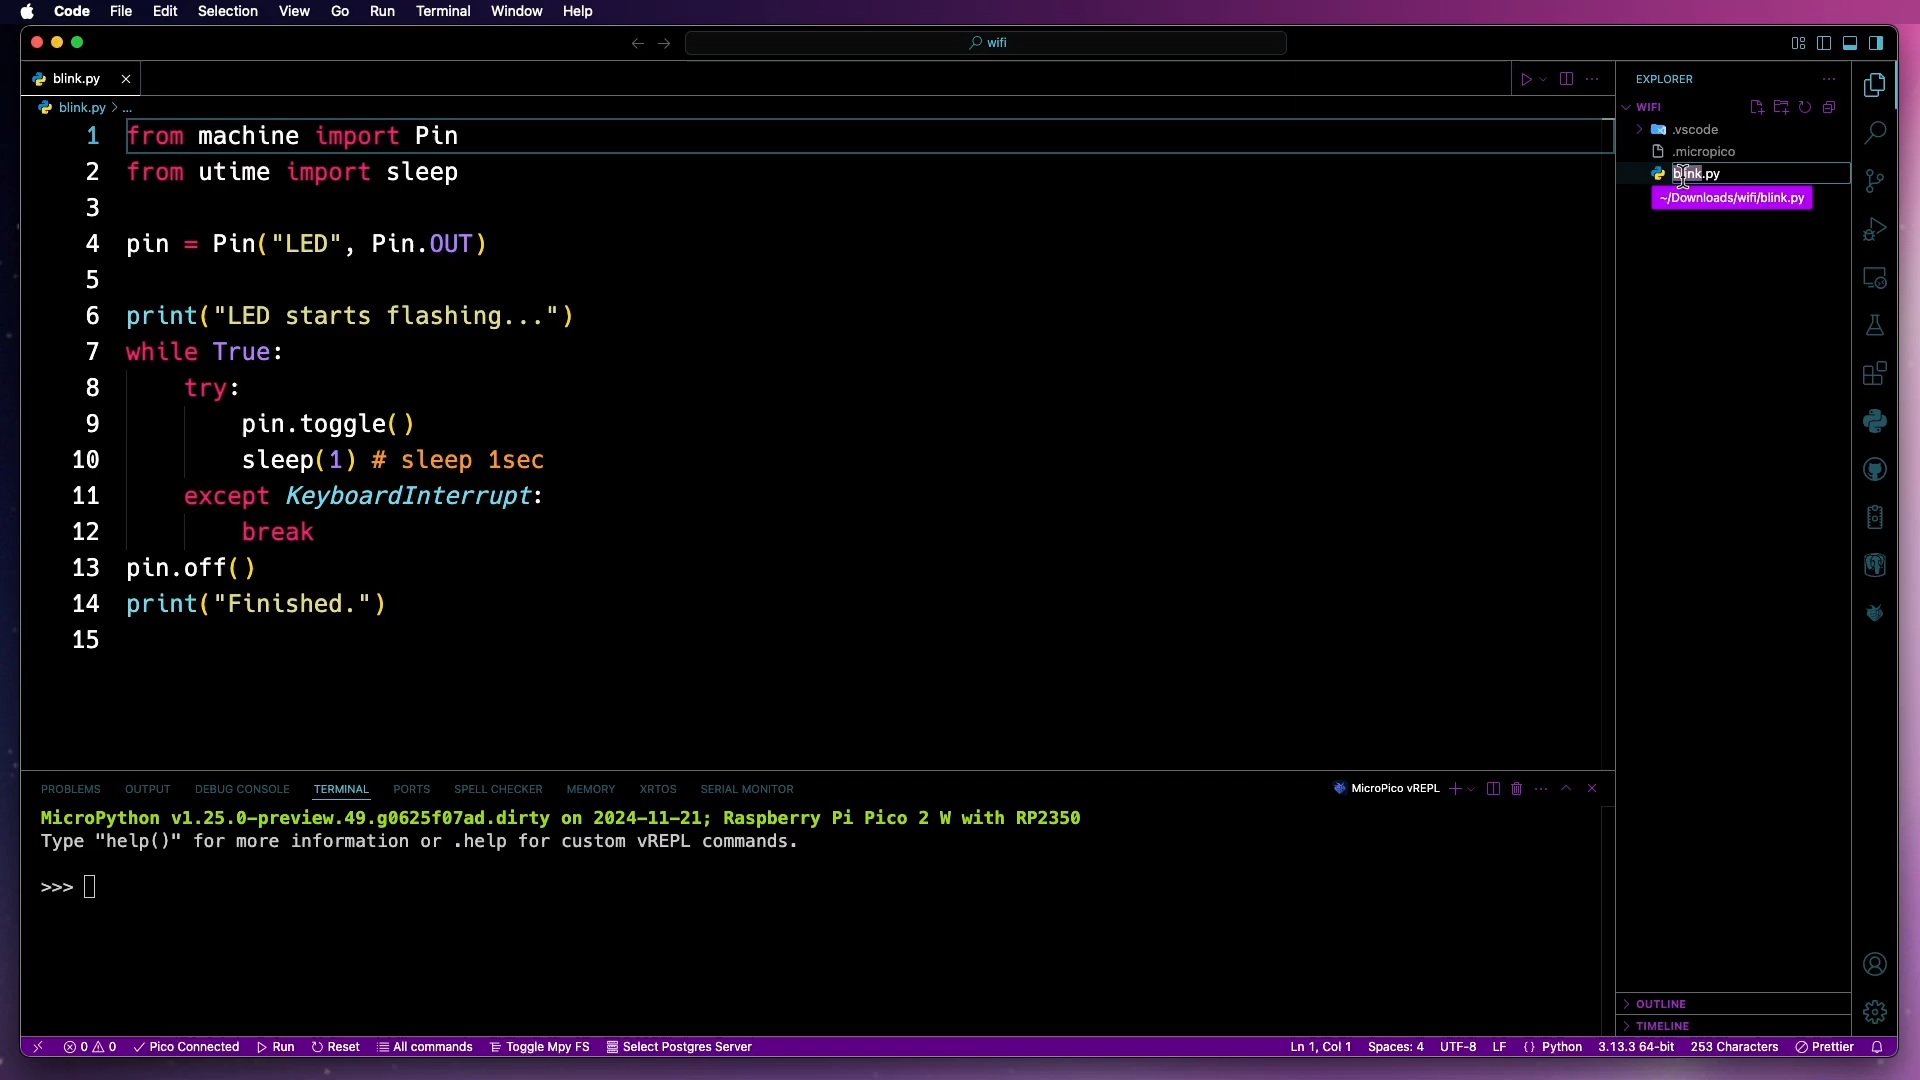 Code File Edit Selection View Go Run Terminal Window Help
wifi
blink.py
blink.py > ...
1 from machine import Pin
2 from utime import sleep
3
4 pin = Pin("LED", Pin.OUT)
5
6 print("LED starts flashing...")
7 while True:
8 try:
9 pin.toggle()
10 sleep(1) # sleep 1sec
11 except KeyboardInterrupt:
12 break
13 pin.off()
14 print("Finished.")
15
EXPLORER
WIFI
.vscode
.micropico
blink.py
~/Downloads/wifi/blink.py
OUTLINE
TIMELINE
PROBLEMS OUTPUT DEBUG CONSOLE TERMINAL PORTS SPELL CHECKER MEMORY XRTOS SERIAL MONITOR
MicroPico vREPL
MicroPython v1.25.0-preview.49.g0625f07ad.dirty on 2024-11-21; Raspberry Pi Pico 2 W with RP2350
Type "help()" for more information or .help for custom vREPL commands.
>>>
0 0 Pico Connected Run Reset All commands Toggle Mpy FS Select Postgres Server
Ln 1, Col 1 Spaces: 4 UTF-8 LF {} Python 3.13.3 64-bit 253 Characters Prettier